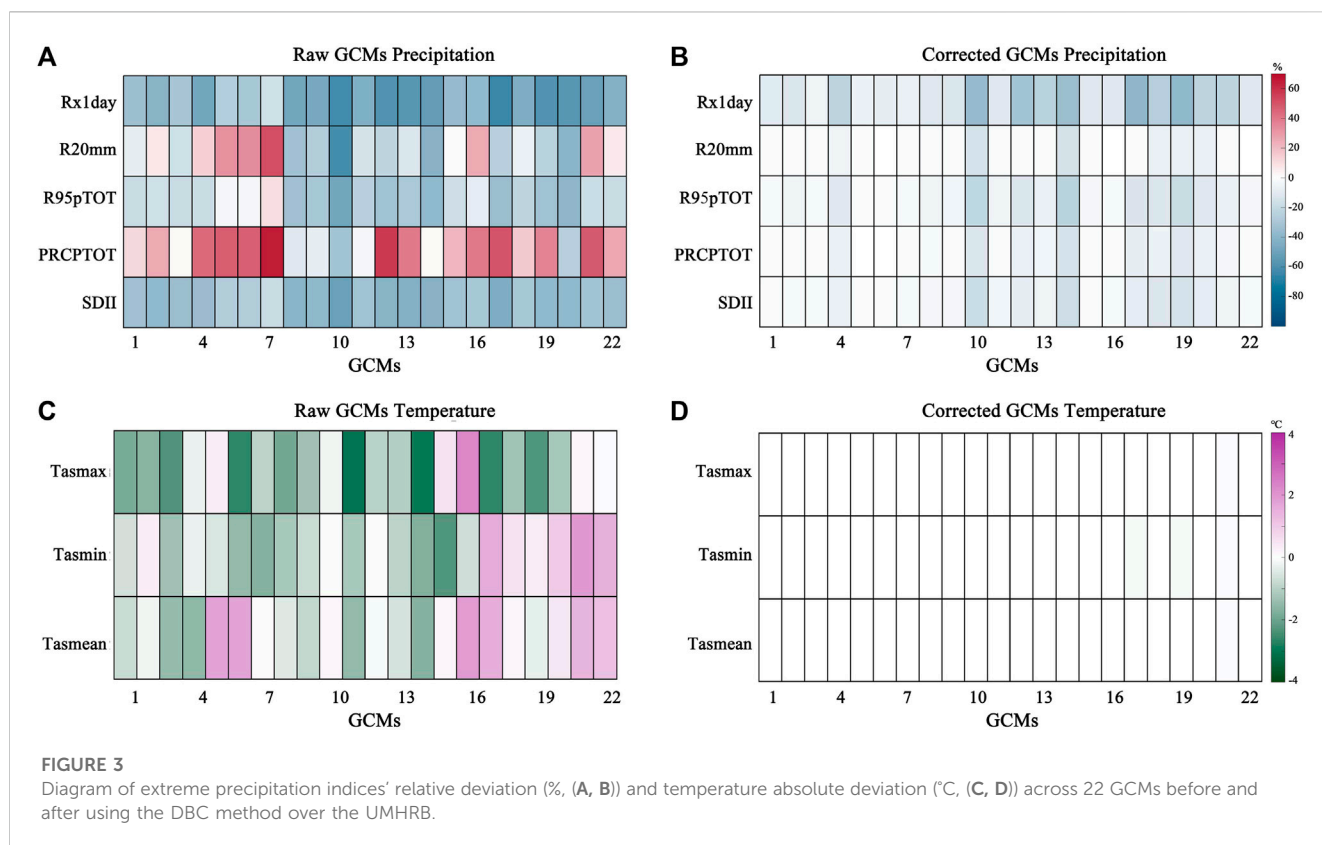 A
Raw GCMs Precipitation
Rx1day
R20mm
R95pTOT
PRCPTOT
SDII
1 4 7 10 13 16 19 22
GCMs
B
Corrected GCMs Precipitation
Rx1day
R20mm
R95pTOT
PRCPTOT
SDII
1 4 7 10 13 16 19 22
GCMs
%
60
40
20
0
-20
-40
-60
-80
C
Raw GCMs Temperature
Tasmax
Tasmin
Tasmean
1 4 7 10 13 16 19 22
GCMs
D
Corrected GCMs Temperature
Tasmax
Tasmin
Tasmean
1 4 7 10 13 16 19 22
GCMs
°C
4
2
0
-2
-4
FIGURE 3
Diagram of extreme precipitation indices’ relative deviation (%, (A, B)) and temperature absolute deviation (°C, (C, D)) across 22 GCMs before and
after using the DBC method over the UMHRB.